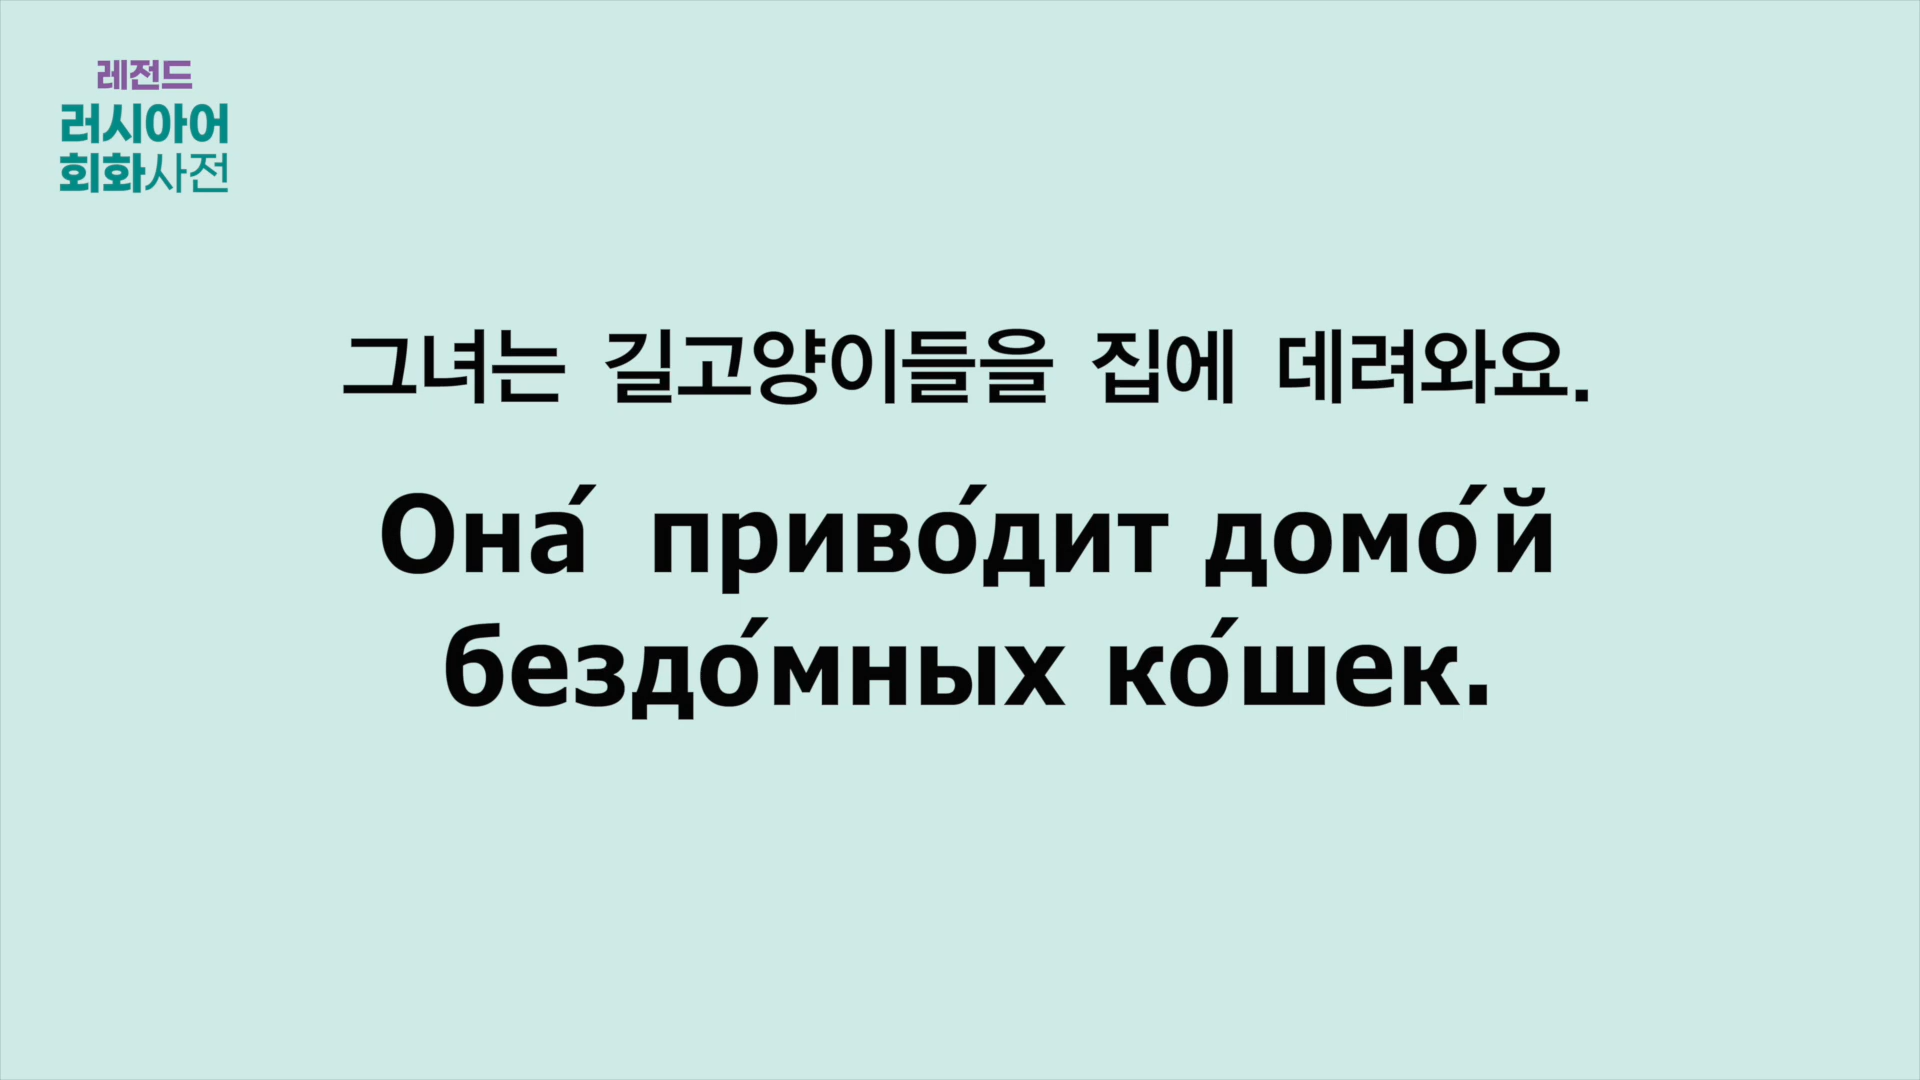 레전드
러시아어
회화사전
그녀는 길고양이들을 집에 데려와요.
Она́ приво́дит домо́й
бездо́мных ко́шек.